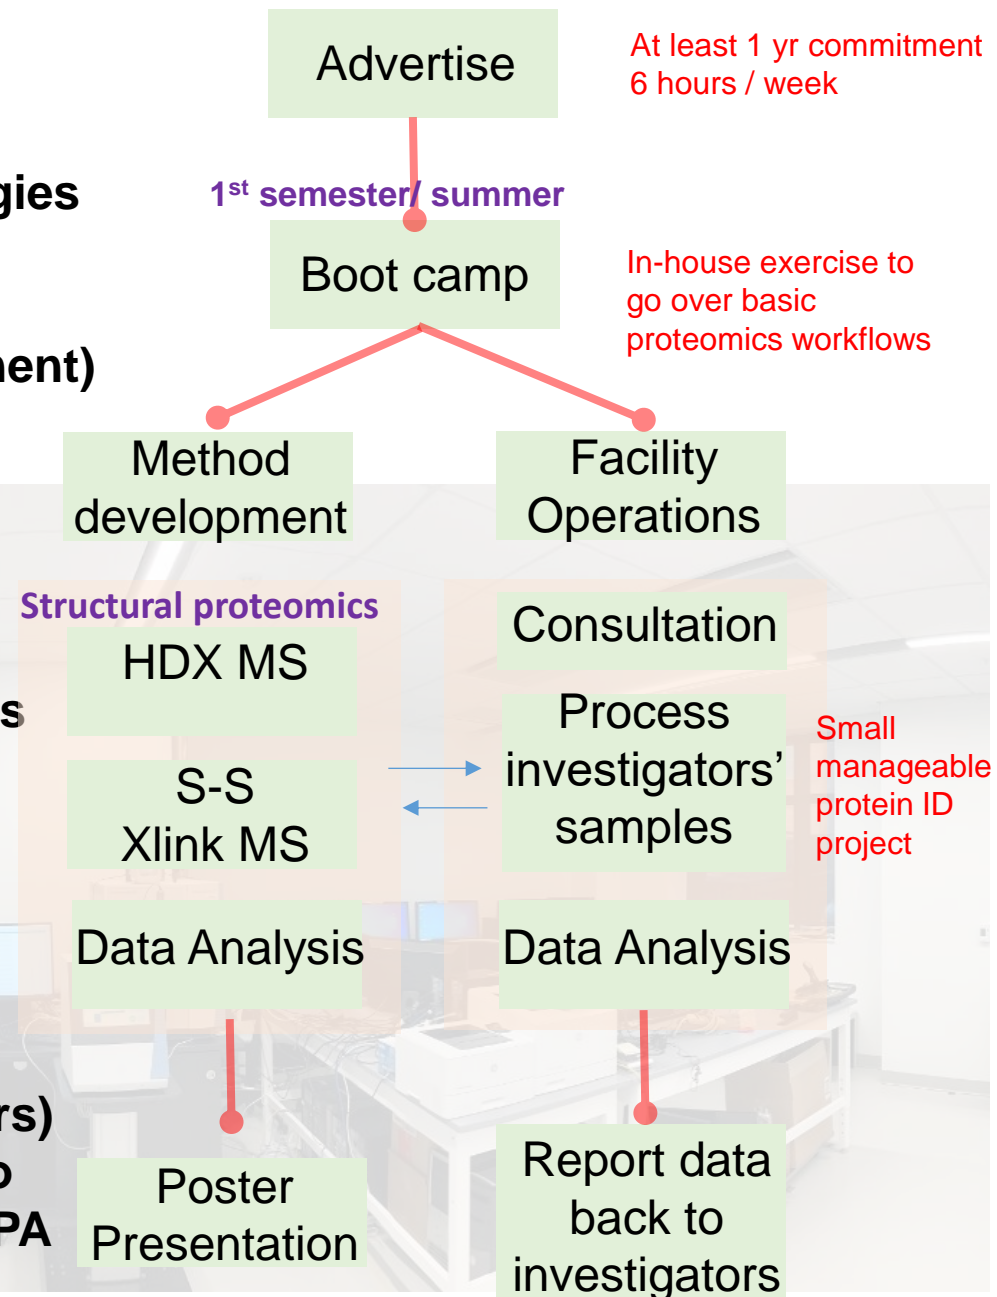 Advertise
At least 1 yr commitment
6 hours / week
gies
1st semester/ summer
Boot camp
In-house exercise to
go over basic
proteomics workflows
nent)
Method
development
Facility
Operations
Structural proteomics
HDX MS
s
S-S
Xlink MS
Data Analysis
Consultation
Process
investigators’
samples
Small
manageable
protein ID
project
Data Analysis
rs)
PA
Poster
Presentation
Report data
back to
investigators